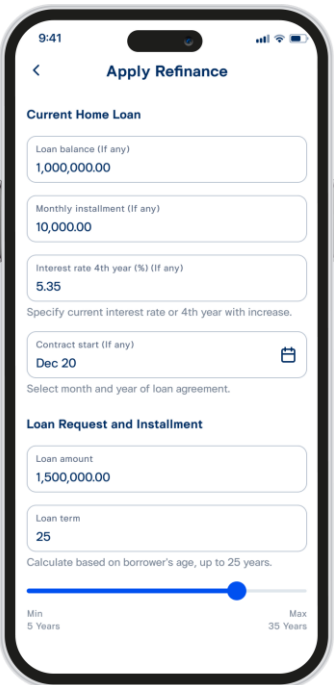 9:41
Apply Refinance
Current Home Loan
Loan balance (If any)
1,000,000.00
Monthly installment (If any)
10,000.00
Interest rate 4th year (%) (If any)
5.35
Specify current interest rate or 4th year with increase.
Contract start (If any)
Dec 20
Select month and year of loan agreement.
Loan Request and Installment
Loan amount
1,500,000.00
Loan term
25
Calculate based on borrower's age, up to 25 years.
Min Max
5 Years 35 Years